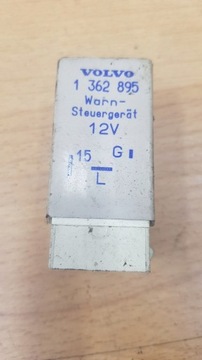 VOLVO
1 362 895
Warn-
Steuergerät
12V
15 G
L